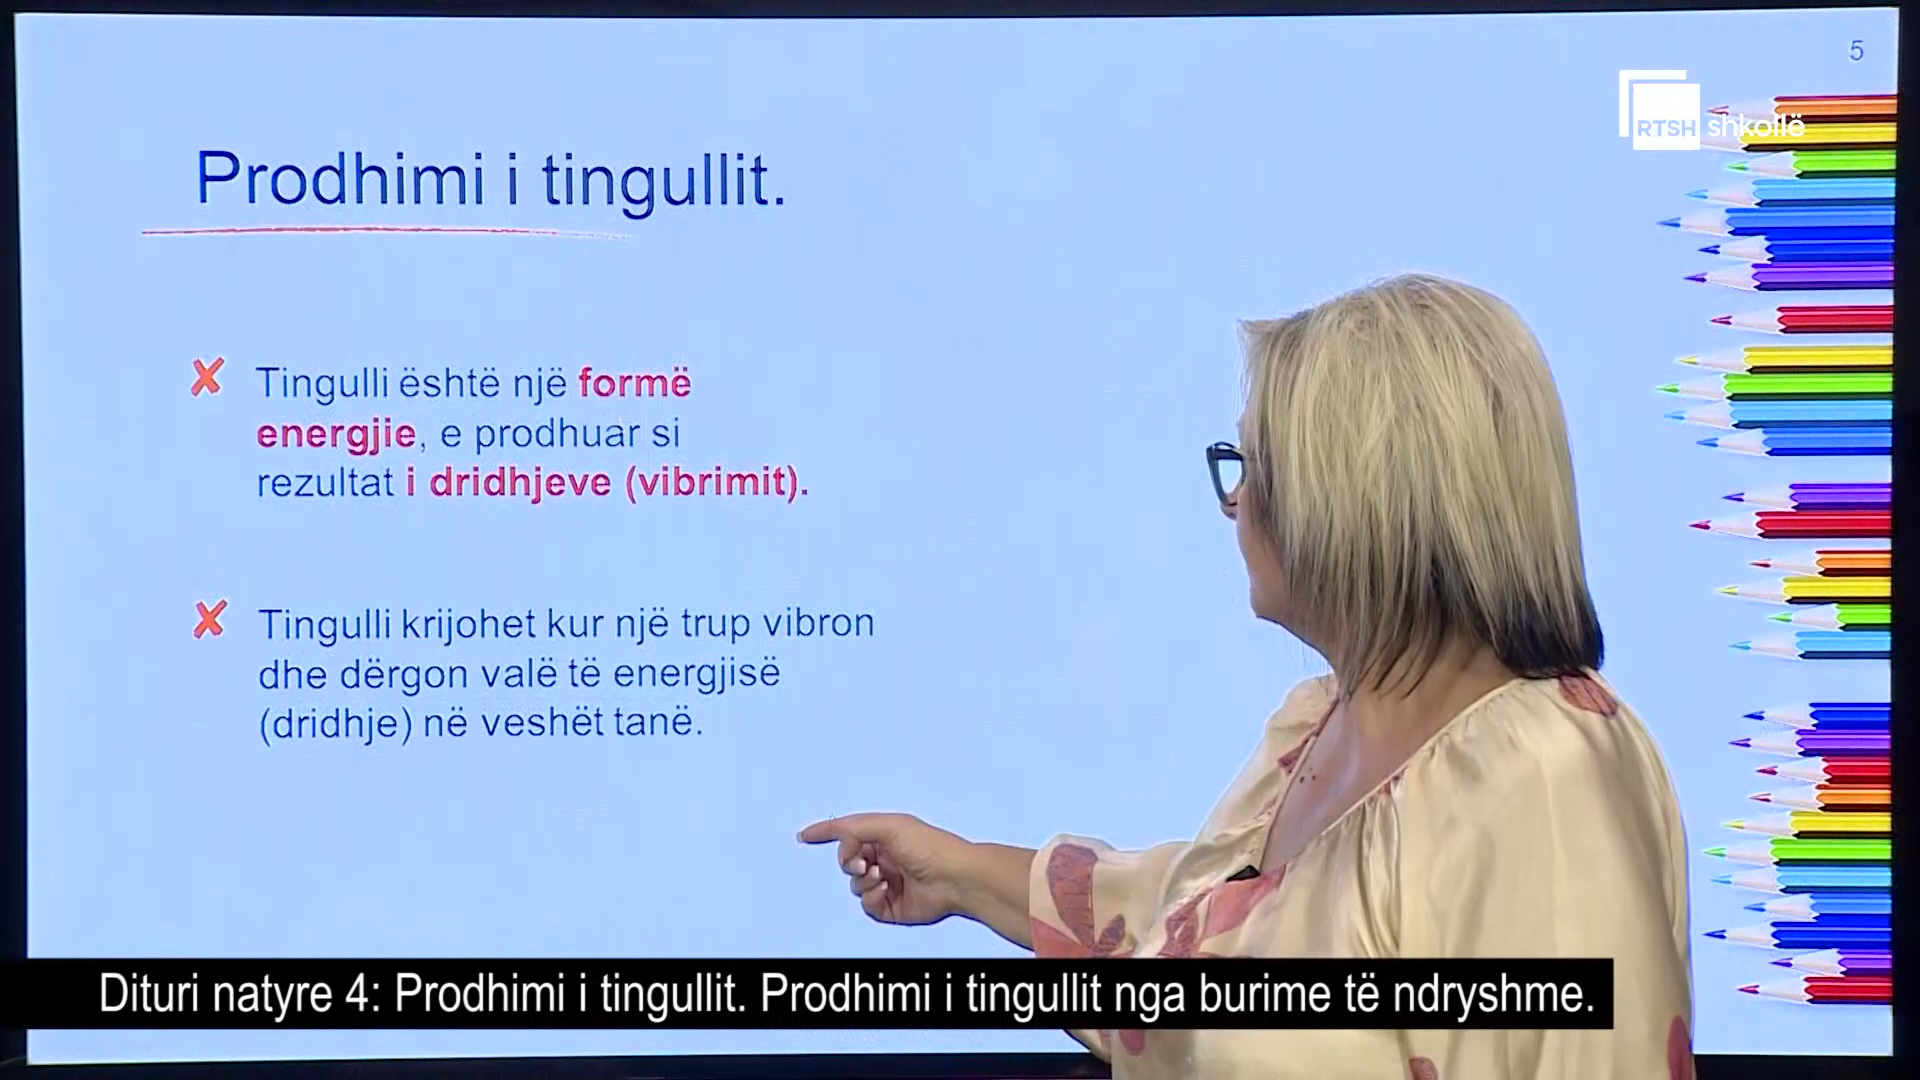 5
RTSH shkollë
Prodhimi i tingullit.
Tingulli është një formë
energjie, e prodhuar si
rezultat i dridhjeve (vibrimit).
Tingulli krijohet kur një trup vibron
dhe dërgon valë të energjisë
(dridhje) në veshët tanë.
Dituri natyre 4: Prodhimi i tingullit. Prodhimi i tingullit nga burime të ndryshme.